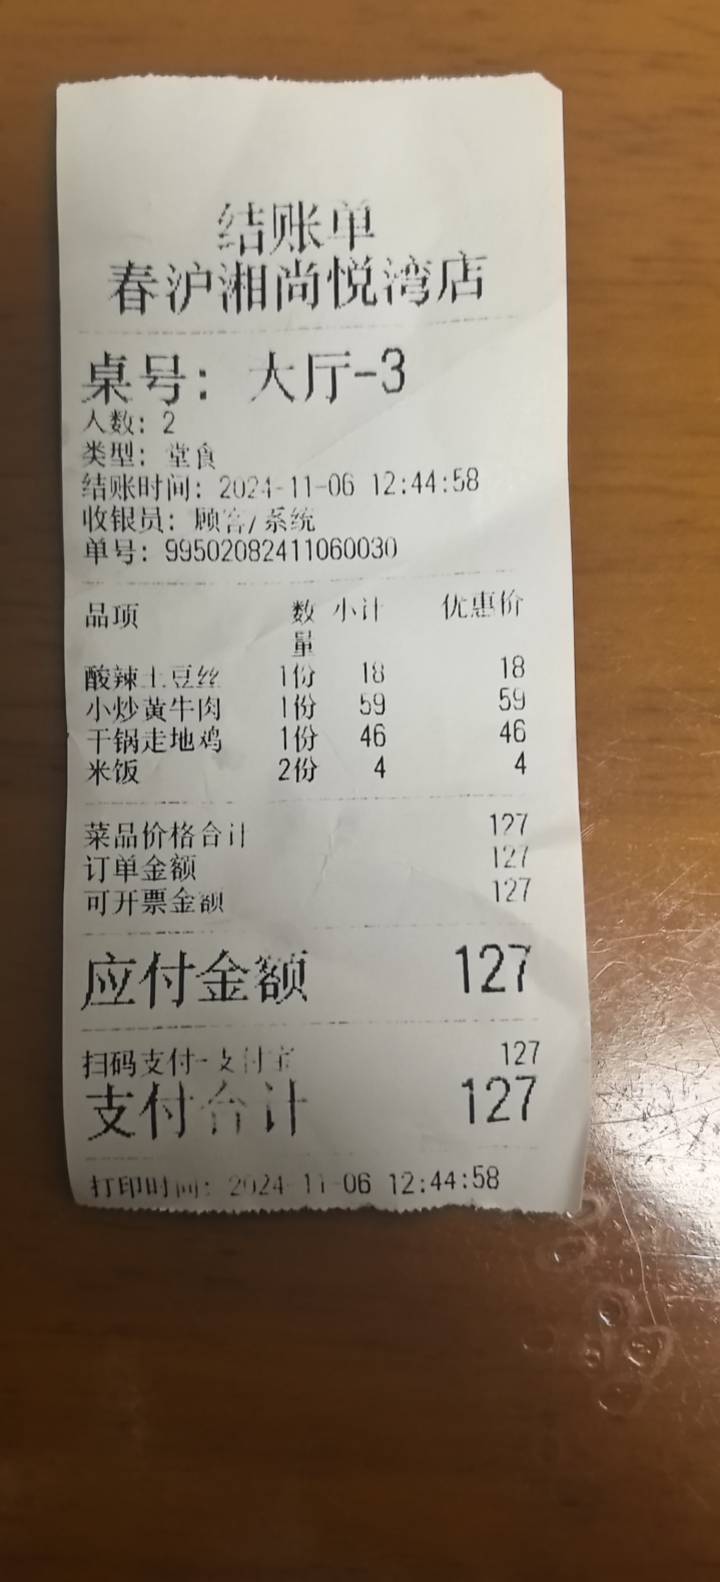 结账单
春沪湘尚悦湾店
桌号: 大厅-3
人数: 2
类型: 堂食
结账时间: 2024-11-06 12:44:58
收银员: 顾客/系统
单号: 99502082411060030
品项 数量 小计 优惠价
酸辣土豆丝 1份 18 18
小炒黄牛肉 1份 59 59
干锅走地鸡 1份 46 46
米饭 2份 4 4
菜品价格合计 127
订单金额 127
可开票金额 127
应付金额 127
扫码支付-支付宝 127
支付合计 127
打印时间: 2024-11-06 12:44:58